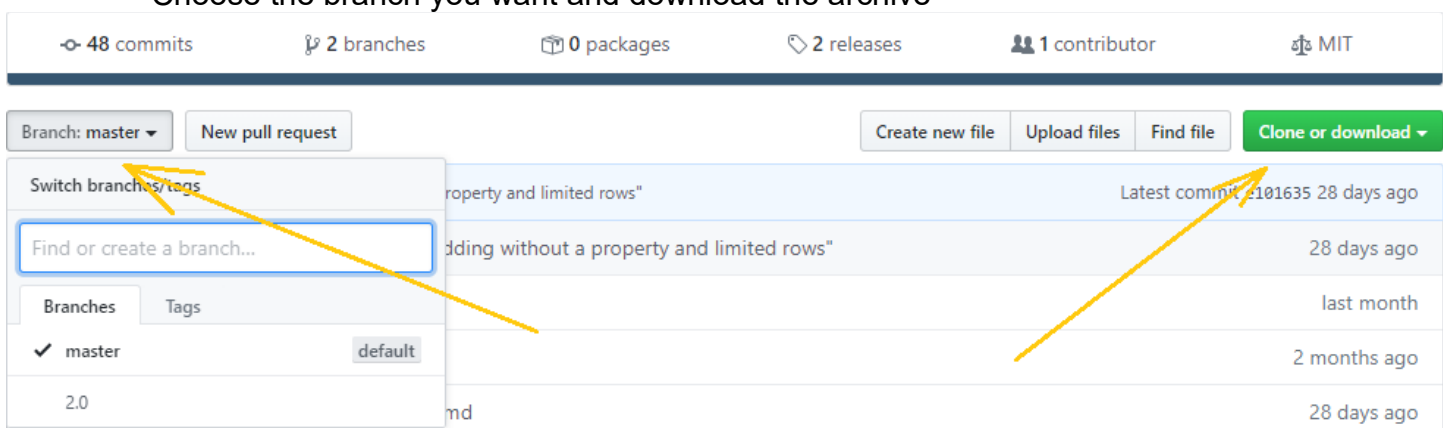 Choose the branch you want and download the archive
48 commits 2 branches 0 packages 2 releases 1 contributor MIT
Branch: master New pull request Create new file Upload files Find file Clone or download
Switch branches/tags
roperty and limited rows" Latest commit 101635 28 days ago
Find or create a branch...
dding without a property and limited rows" 28 days ago
Branches Tags
last month
master default
2 months ago
2.0
md 28 days ago